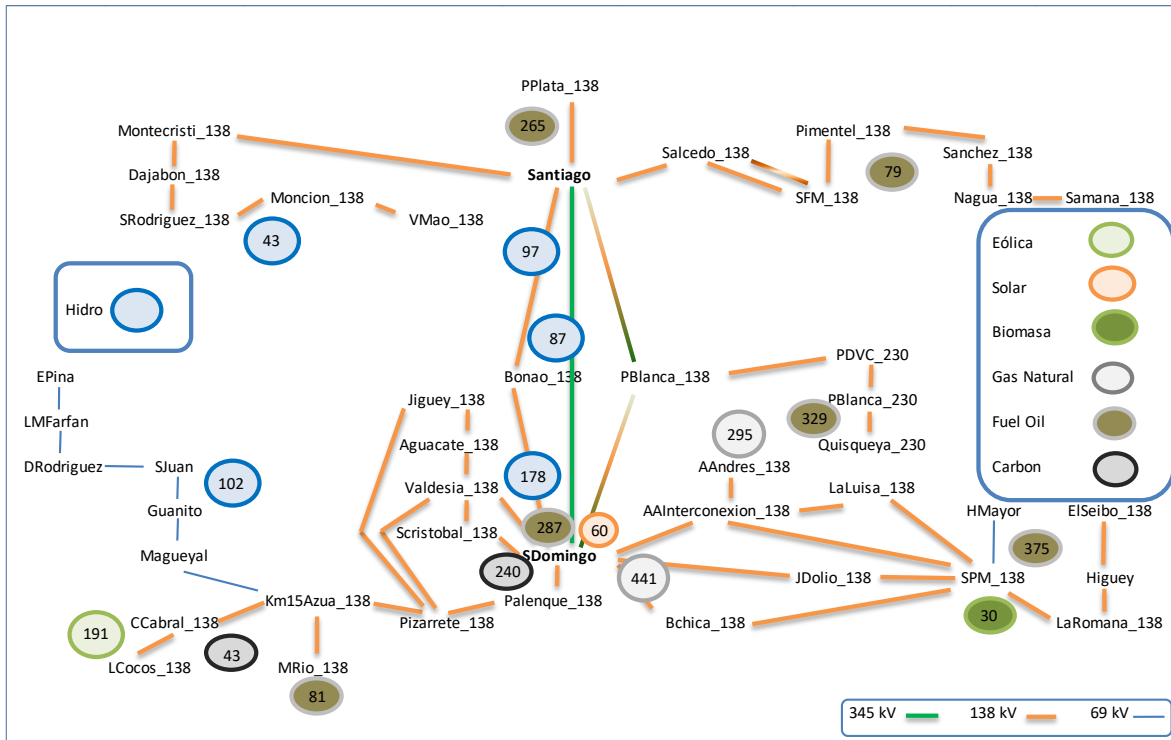 PPlata_138
265
Montecristi_138
Pimentel_138
Salcedo_138
Sanchez_138
Dajabon_138
Santiago
79
Moncion_138
SFM_138
Nagua_138
Samana_138
SRodriguez_138
VMao_138
43
97
Eólica
Solar
Biomasa
Gas Natural
Fuel Oil
Carbon
Hidro
87
EPina
Bonao_138
PBlanca_138
PDVC_230
Jiguey_138
PBlanca_230
LMFarfan
329
Aguacate_138
295
Quisqueya_230
DRodriguez
SJuan
AAndres_138
102
Valdesia_138
178
LaLuisa_138
Guanito
AAInterconexion_138
HMayor
ElSeibo_138
Scristobal_138
287
60
375
Magueyal
SDomingo
240
441
JDolio_138
SPM_138
Higuey
Km15Azua_138
Palenque_138
CCabral_138
Pizarrete_138
Bchica_138
30
LaRomana_138
191
43
LCocos_138
MRio_138
81
345 kV
138 kV
69 kV